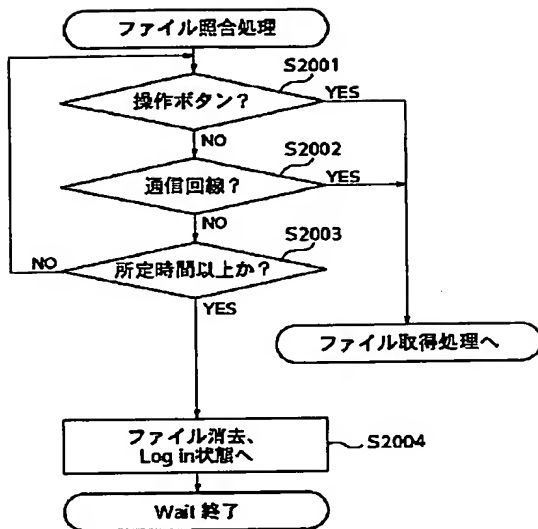 ファイル照合処理
S2001
操作ボタン？
YES
NO
S2002
通信回線？
YES
NO
S2003
NO
所定時間以上か？
YES
ファイル取得処理へ
ファイル消去、
Log in状態へ
S2004
Wait 終了